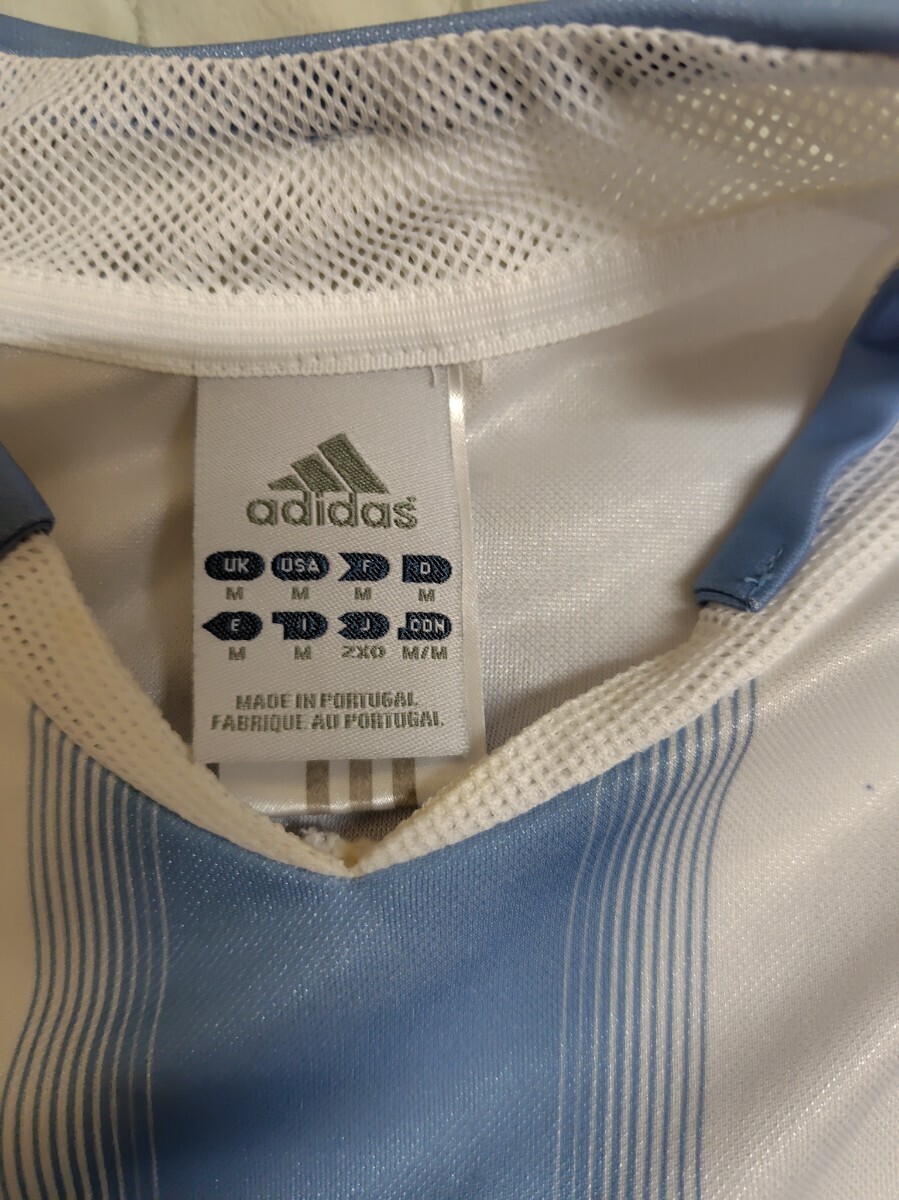 adidas
UK USA F D
M M M M
E I J CDN
M M 2XO M/M
MADE IN PORTUGAL
FABRIQUE AU PORTUGAL